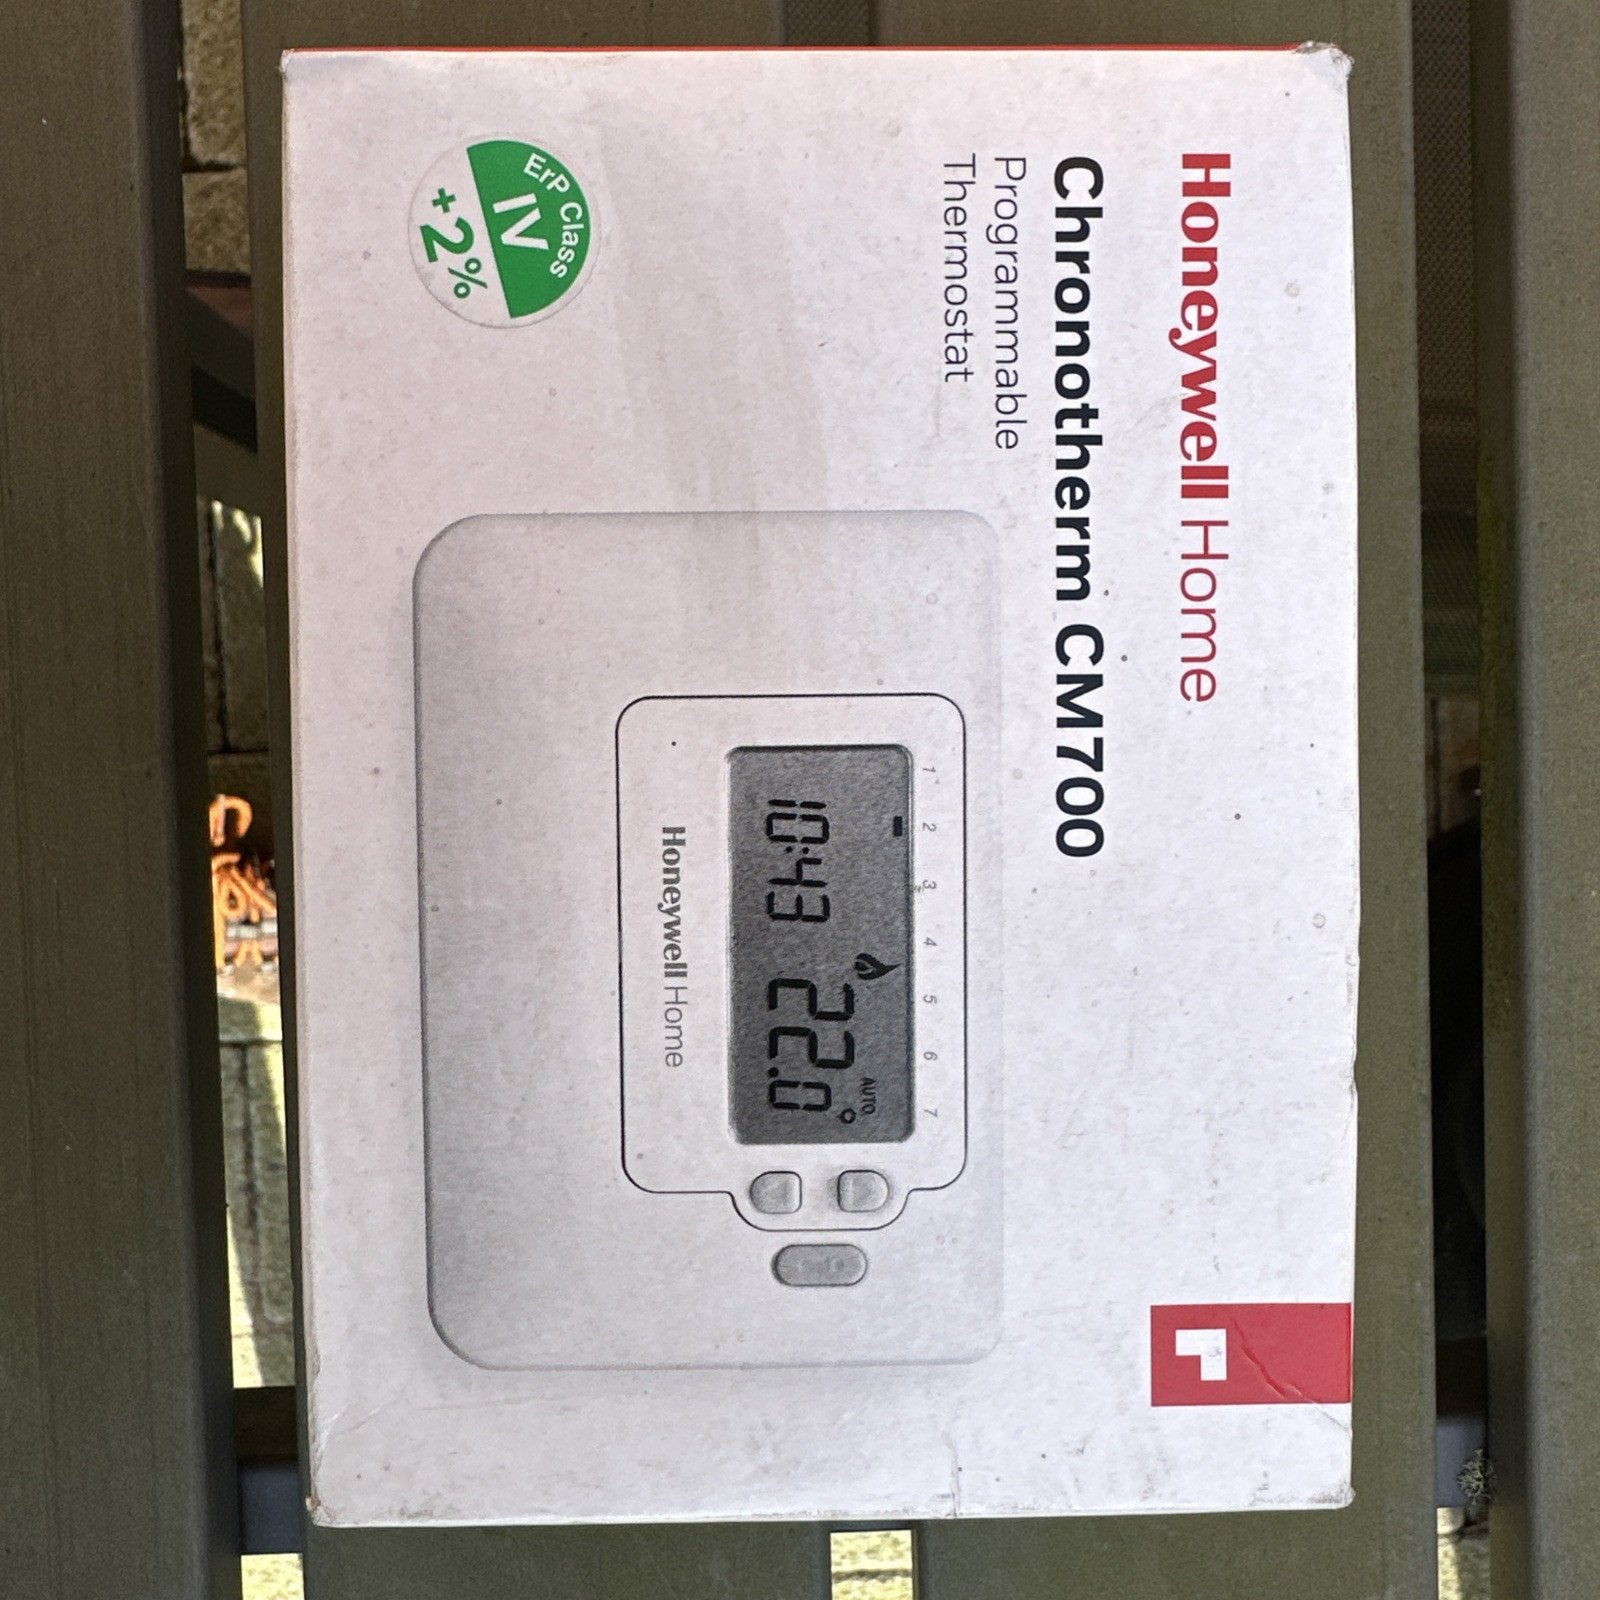 Honeywell Home
Chronotherm CM700
Programmable
Thermostat
ErP Class
IV
+2%
1 2 3 4 5 6 7
10:43 22.0°
AUTO
Honeywell Home